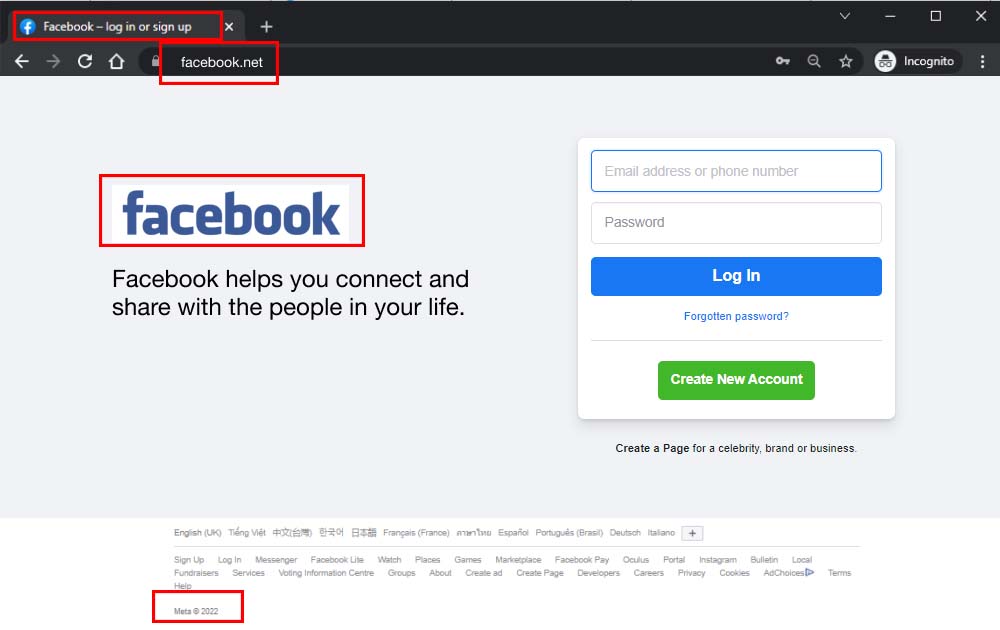 Facebook – log in or sign up
facebook.net
Incognito
facebook
Facebook helps you connect and
share with the people in your life.
Email address or phone number
Password
Log In
Forgotten password?
Create New Account
Create a Page for a celebrity, brand or business.
English (UK) Tiếng Việt 中文(台灣) 한국어 日本語 Français (France) ภาษาไทย Español Português (Brasil) Deutsch Italiano +
Sign Up Log In Messenger Facebook Lite Watch Places Games Marketplace Facebook Pay Oculus Portal Instagram Bulletin Local
Fundraisers Services Voting Information Centre Groups About Create ad Create Page Developers Careers Privacy Cookies AdChoices Terms
Help
Meta © 2022